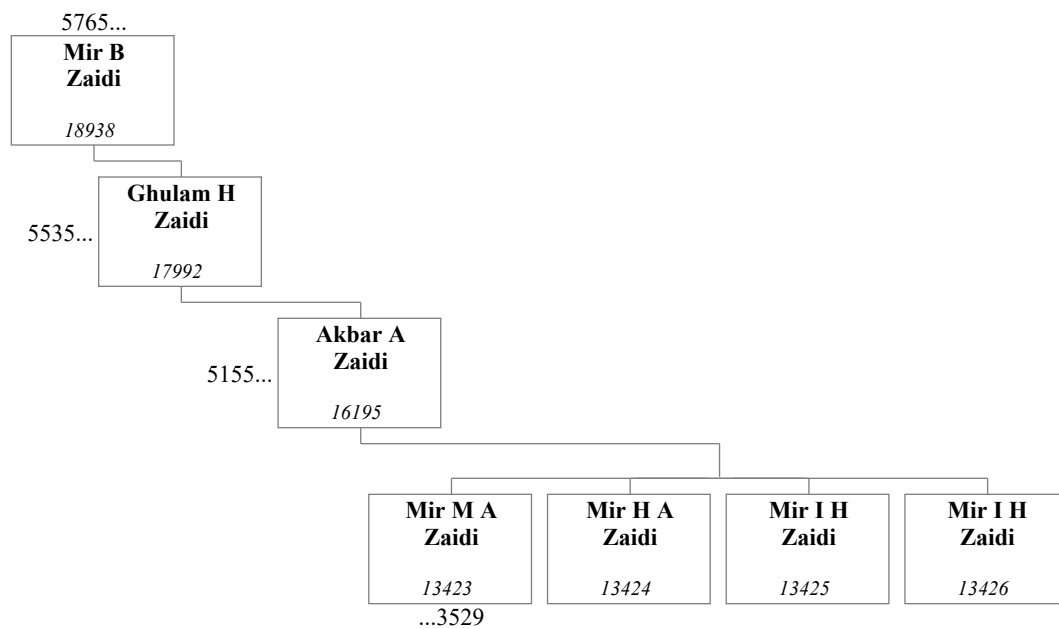 5765...
Mir B
Zaidi
18938
Ghulam H
Zaidi
5535...
17992
Akbar A
Zaidi
5155...
16195
Mir M A
Zaidi
13423
...3529
Mir H A
Zaidi
13424
Mir I H
Zaidi
13425
Mir I H
Zaidi
13426